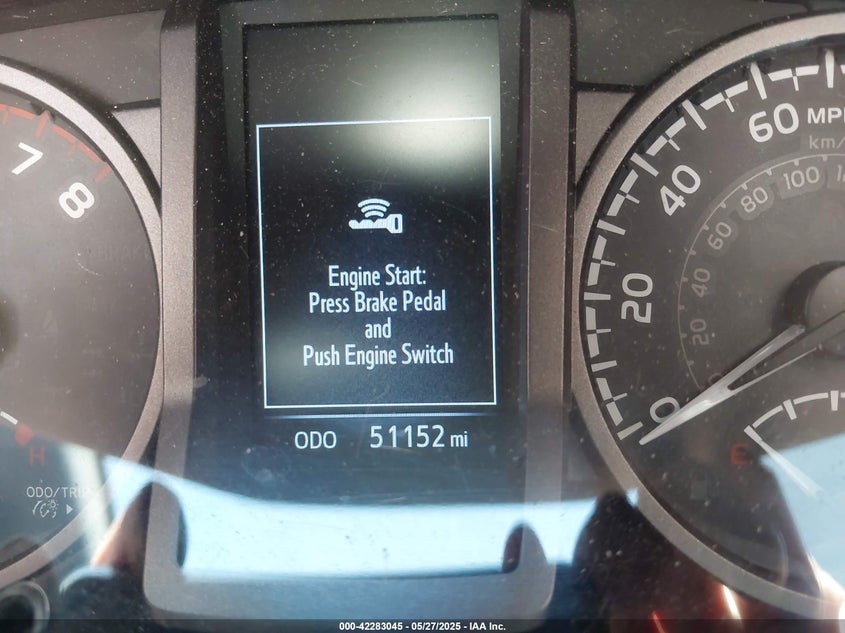 7
8
H
ODO/TRIP
Engine Start:
Press Brake Pedal
and
Push Engine Switch
ODO 51152 mi
0
20
40
60
MPH
km/
20
40
60
80
100
E
000-42283045 - 05/27/2025 - IAA Inc.